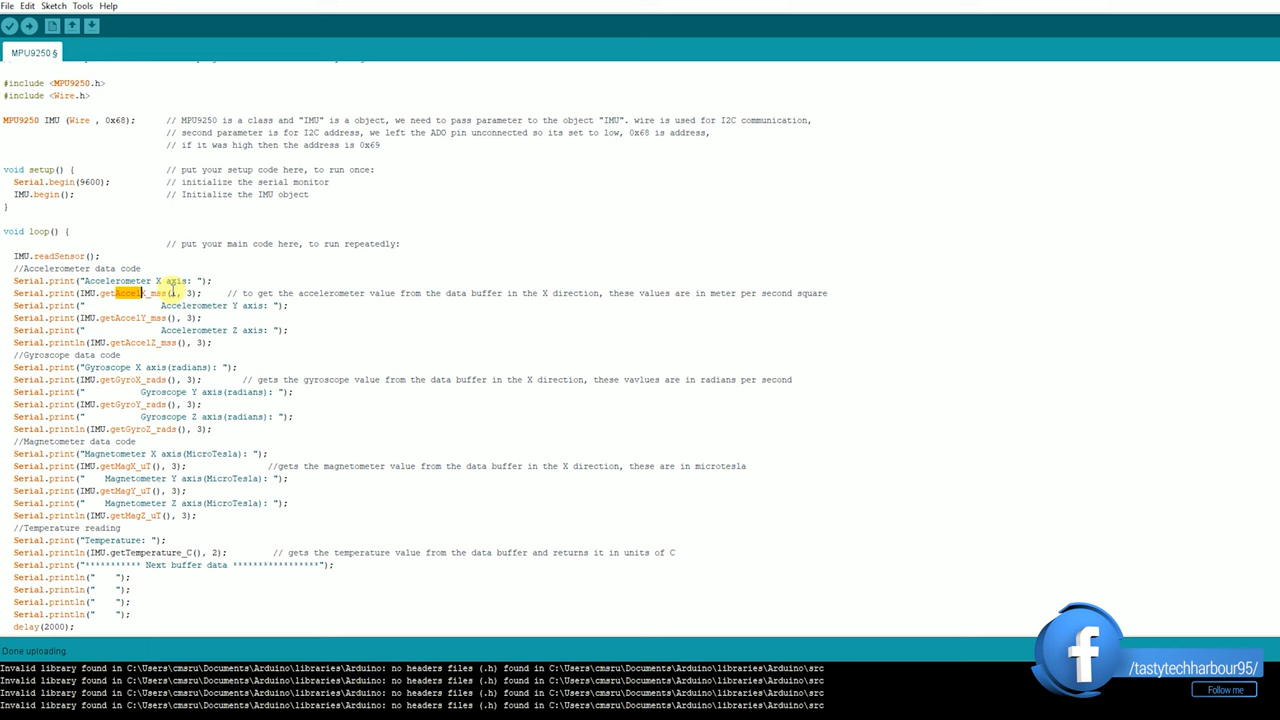 File Edit Sketch Tools Help
MPU9250 §
#include <MPU9250.h>
#include <Wire.h>
MPU9250 IMU (Wire , 0x68); // MPU9250 is a class and "IMU" is a object, we need to pass parameter to the object "IMU". wire is used for I2C communication,
// second parameter is for I2C address, we left the ADO pin unconnected so its set to low, 0x68 is address,
// if it was high then the address is 0x69
void setup() { // put your setup code here, to run once:
Serial.begin(9600); // initialize the serial monitor
IMU.begin(); // Initialize the IMU object
}
void loop() {
// put your main code here, to run repeatedly:
IMU.readSensor();
//Accelerometer data code
Serial.print("Accelerometer X axis: ");
Serial.print(IMU.getAccelX_mss(), 3); // to get the accelerometer value from the data buffer in the X direction, these values are in meter per second square
Serial.print(" Accelerometer Y axis: ");
Serial.print(IMU.getAccelY_mss(), 3);
Serial.print(" Accelerometer Z axis: ");
Serial.println(IMU.getAccelZ_mss(), 3);
//Gyroscope data code
Serial.print("Gyroscope X axis(radians): ");
Serial.print(IMU.getGyroX_rads(), 3); // gets the gyroscope value from the data buffer in the X direction, these vavlues are in radians per second
Serial.print(" Gyroscope Y axis(radians): ");
Serial.print(IMU.getGyroY_rads(), 3);
Serial.print(" Gyroscope Z axis(radians): ");
Serial.println(IMU.getGyroZ_rads(), 3);
//Magnetometer data code
Serial.print("Magnetometer X axis(MicroTesla): ");
Serial.print(IMU.getMagX_uT(), 3); //gets the magnetometer value from the data buffer in the X direction, these are in microtesla
Serial.print(" Magnetometer Y axis(MicroTesla): ");
Serial.print(IMU.getMagY_uT(), 3);
Serial.print(" Magnetometer Z axis(MicroTesla): ");
Serial.println(IMU.getMagZ_uT(), 3);
//Temperature reading
Serial.print("Temperature: ");
Serial.println(IMU.getTemperature_C(), 2); // gets the temperature value from the data buffer and returns it in units of C
Serial.print("*********** Next buffer data *****************");
Serial.println(" ");
Serial.println(" ");
Serial.println(" ");
Serial.println(" ");
delay(2000);
Done uploading.
Invalid library found in C:\Users\cmsru\Documents\Arduino\libraries\Arduino: no headers files (.h) found in C:\Users\cmsru\Documents\Arduino\libraries\Arduino\src
Invalid library found in C:\Users\cmsru\Documents\Arduino\libraries\Arduino: no headers files (.h) found in C:\Users\cmsru\Documents\Arduino\libraries\Arduino\src
Invalid library found in C:\Users\cmsru\Documents\Arduino\libraries\Arduino: no headers files (.h) found in C:\Users\cmsru\Documents\Arduino\libraries\Arduino\src
Invalid library found in C:\Users\cmsru\Documents\Arduino\libraries\Arduino: no headers files (.h) found in C:\Users\cmsru\Documents\Arduino\libraries\Arduino\src
f
/tastytechharbour95/
Follow me